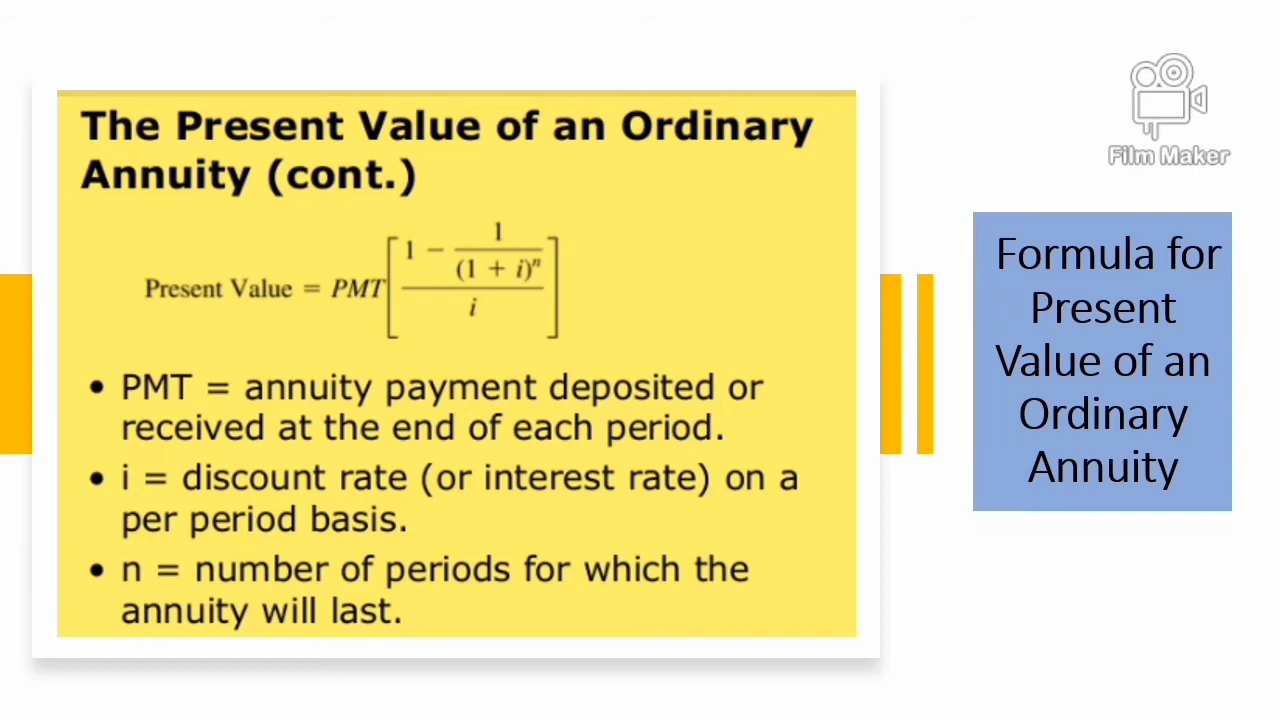 The Present Value of an Ordinary
Annuity (cont.)
Present Value = PMT[ (1 − 1/(1 + i)ⁿ) / i ]
• PMT = annuity payment deposited or
received at the end of each period.
• i = discount rate (or interest rate) on a
per period basis.
• n = number of periods for which the
annuity will last.
Film Maker
Formula for
Present
Value of an
Ordinary
Annuity